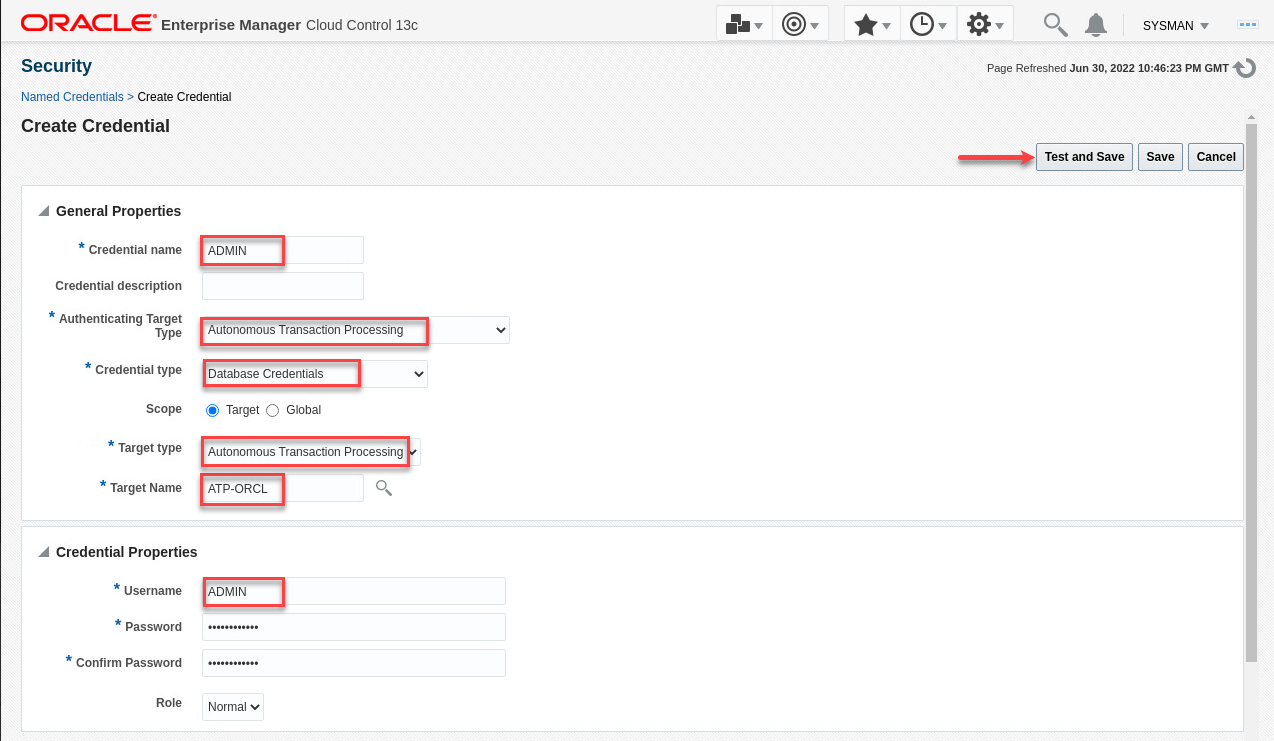 ORACLE® Enterprise Manager Cloud Control 13c SYSMAN
Security
Page Refreshed Jun 30, 2022 10:46:23 PM GMT
Named Credentials > Create Credential
Create Credential
Test and Save Save Cancel
General Properties
* Credential name ADMIN
Credential description
* Authenticating Target
Type Autonomous Transaction Processing
* Credential type Database Credentials
Scope Target Global
* Target type Autonomous Transaction Processing
* Target Name ATP-ORCL
Credential Properties
* Username ADMIN
* Password ••••••••••••
* Confirm Password ••••••••••••
Role Normal